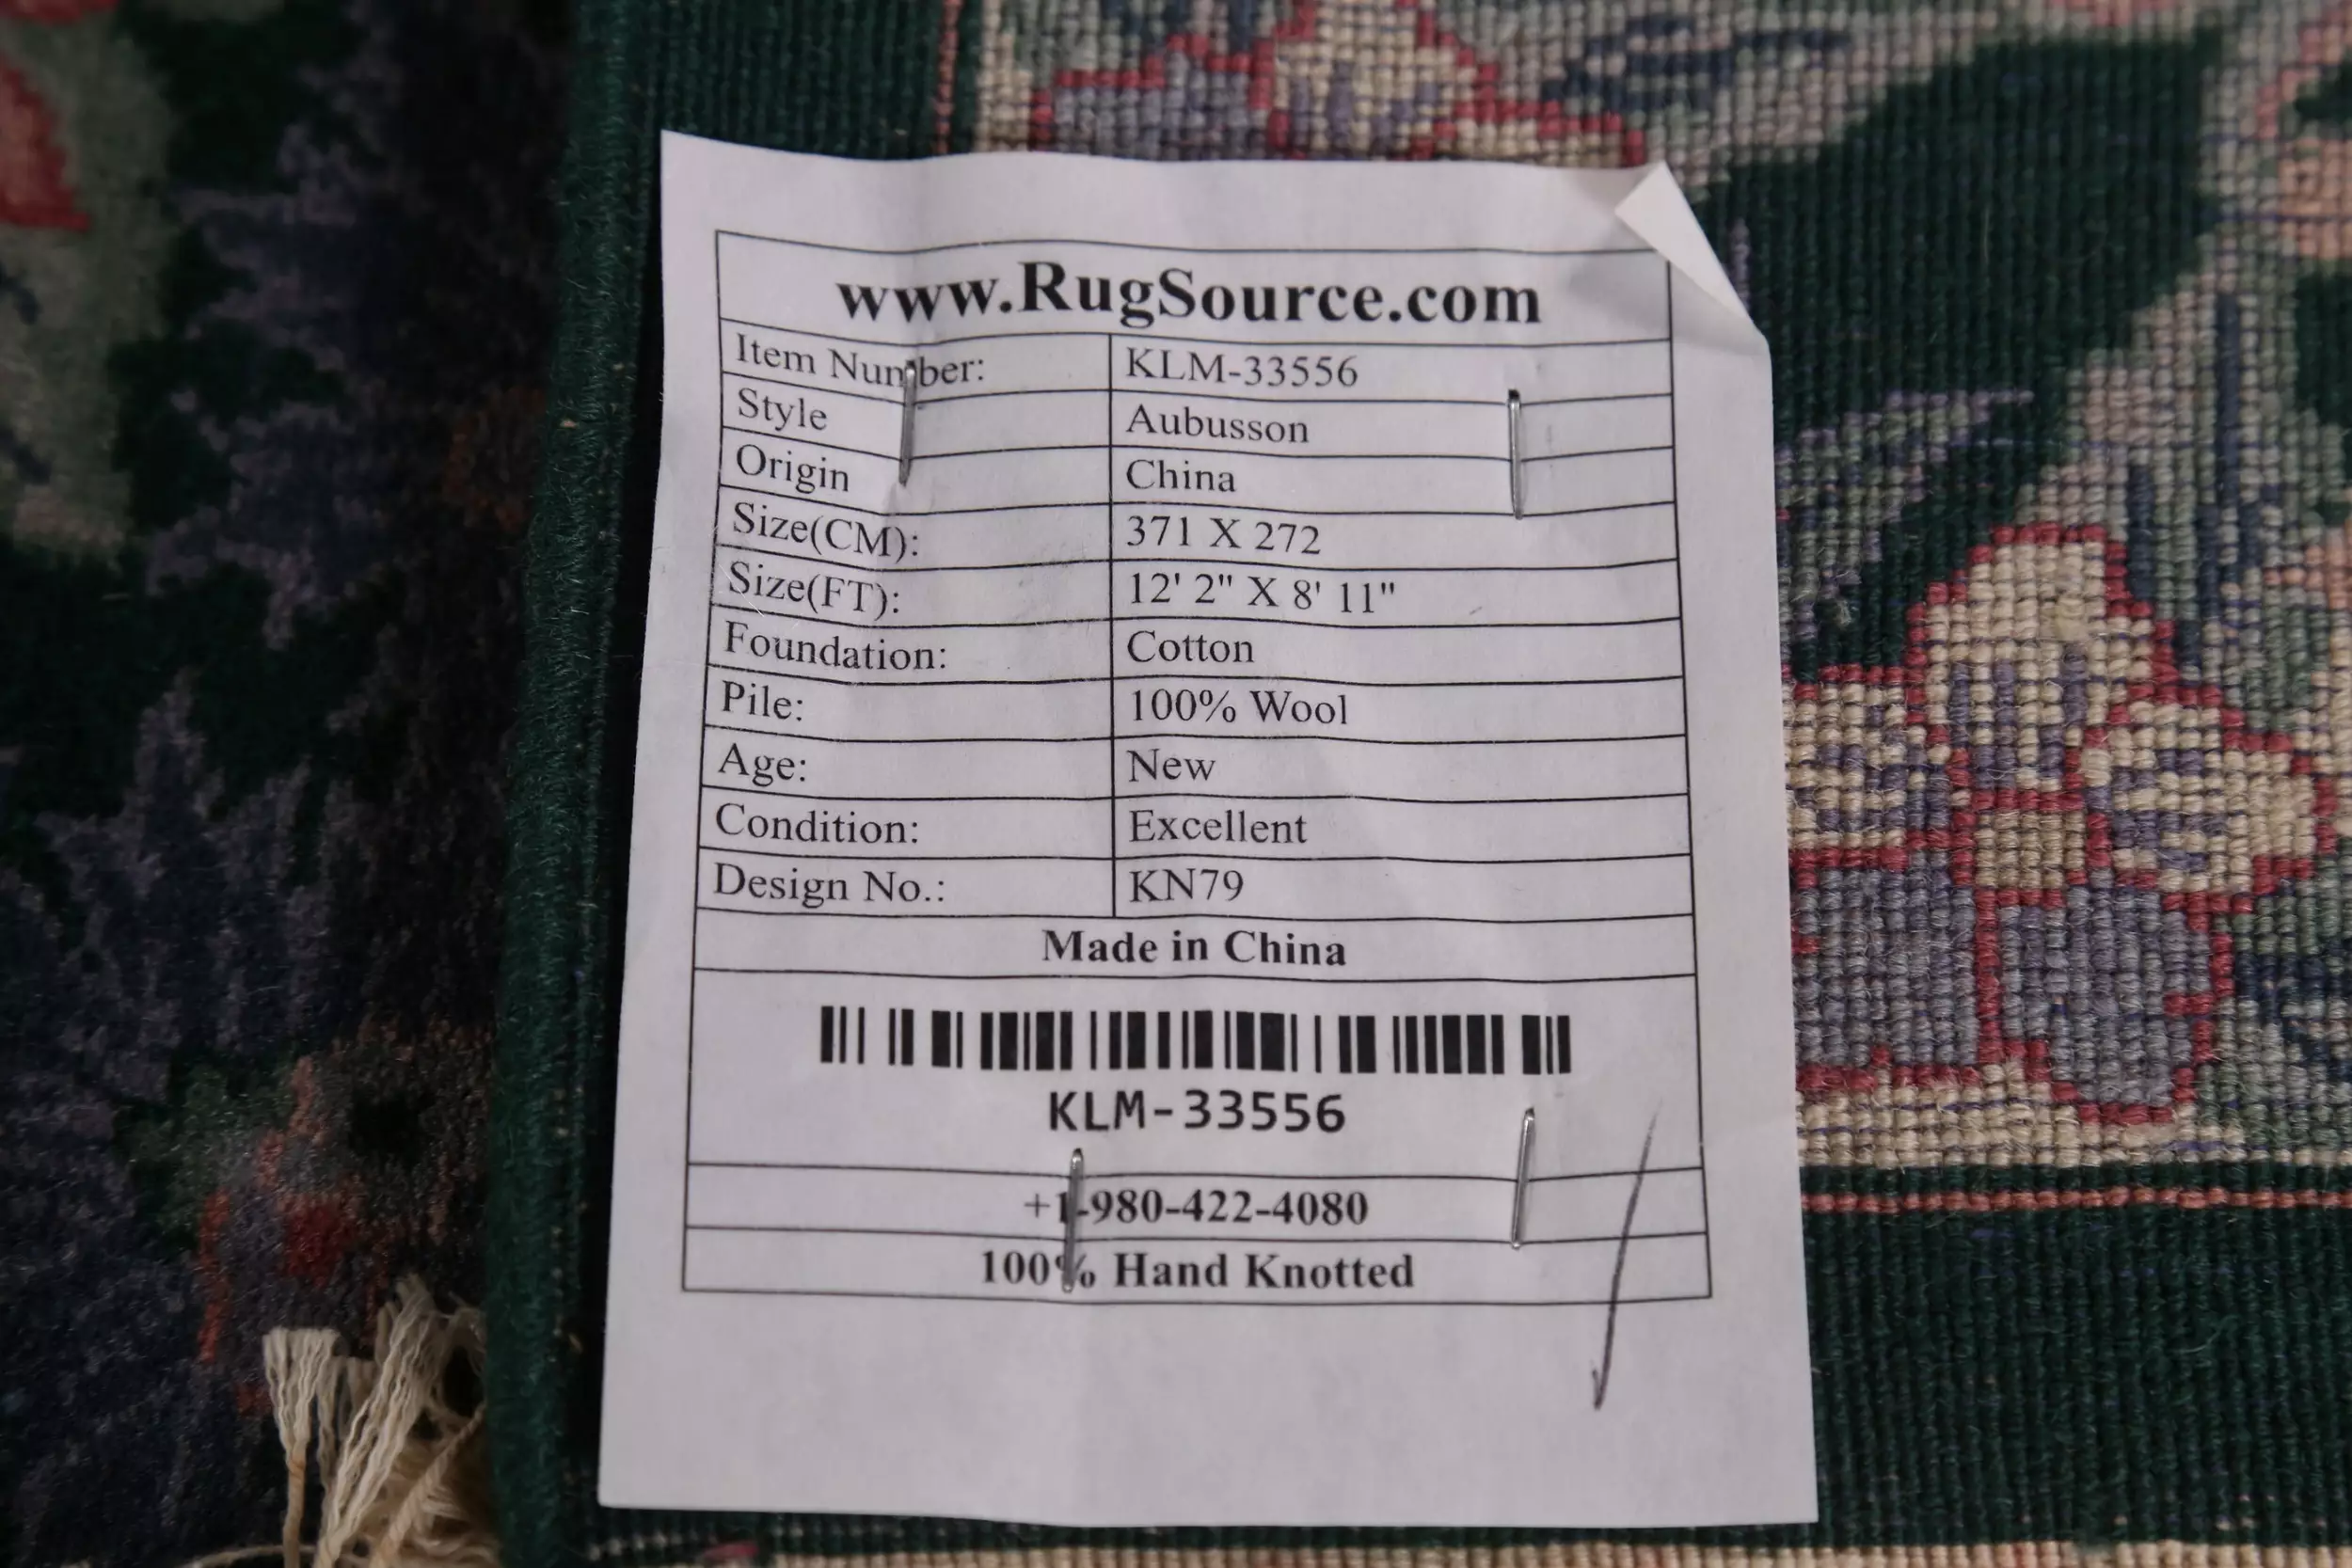 www.RugSource.com
Item Number: KLM-33556
Style Aubusson
Origin China
Size(CM): 371 X 272
Size(FT): 12' 2" X 8' 11"
Foundation: Cotton
Pile: 100% Wool
Age: New
Condition: Excellent
Design No.: KN79
Made in China
KLM-33556
+1-980-422-4080
100% Hand Knotted